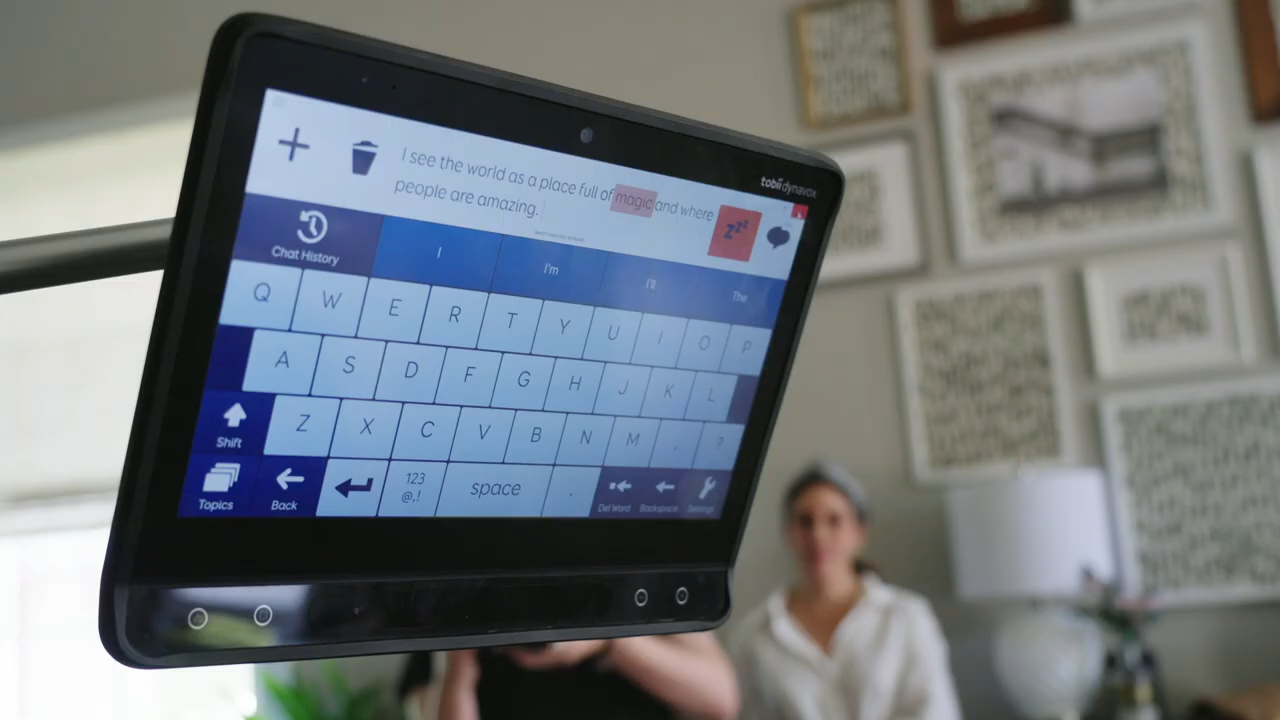 tobii dynavox
I see the world as a place full of magic and where
people are amazing.
zzz
Chat History
I
I'm
I'll
The
Q W E R T Y U I O P
A S D F G H J K L
Shift
Z X C V B N M . ?
Topics
Back
123
@,!
space
.
Del Word
Backspace
Settings